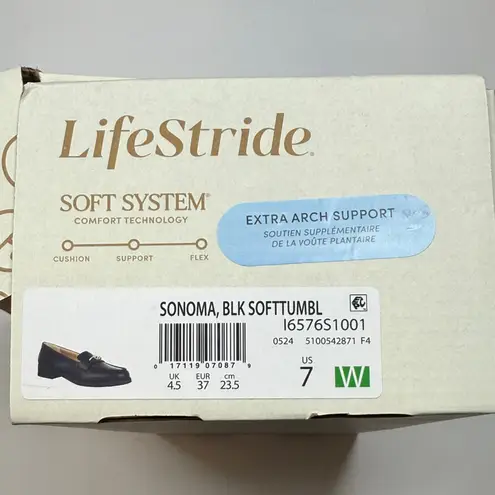 LifeStride
SOFT SYSTEM®
COMFORT TECHNOLOGY
CUSHION SUPPORT FLEX
EXTRA ARCH SUPPORT
SOUTIEN SUPPLÉMENTAIRE
DE LA VOÛTE PLANTAIRE
SONOMA, BLK SOFTTUMBL
I6576S1001
0524 5100542871 F4
0 17119 07087 9
UK EUR cm
4.5 37 23.5
US
7 W